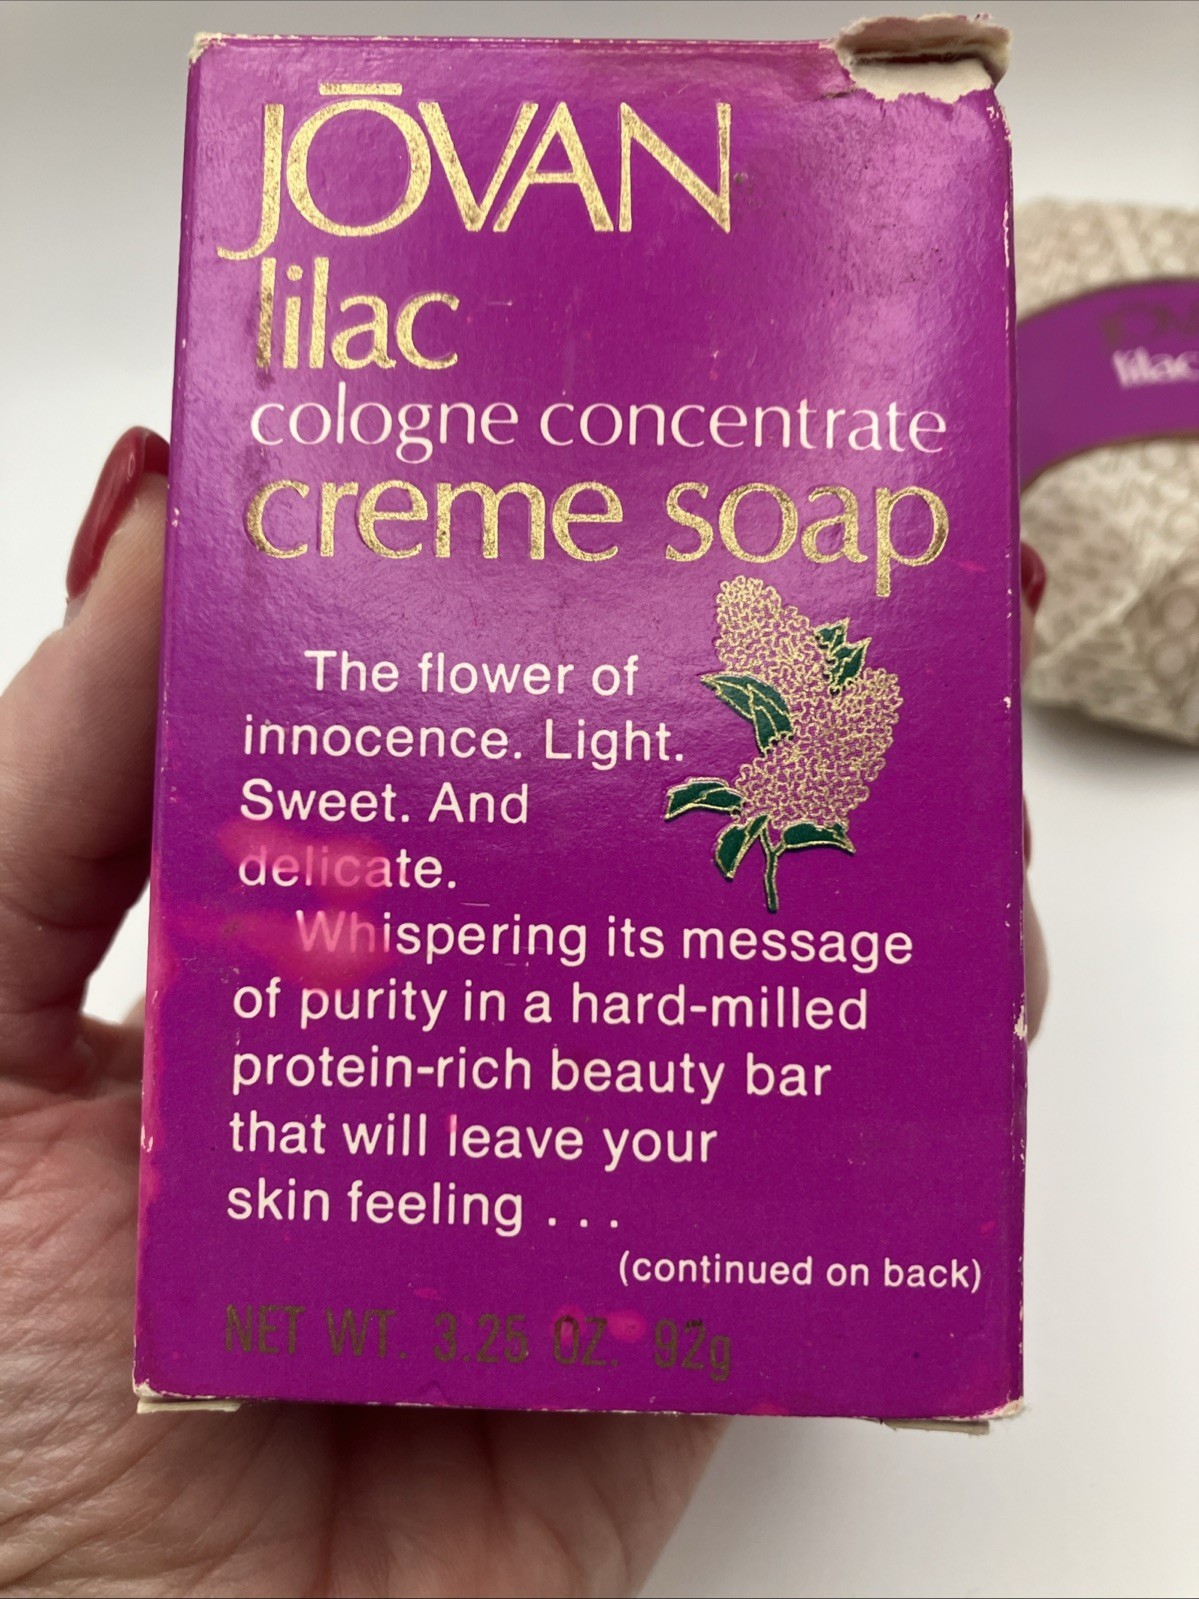 JŌVAN
lilac
cologne concentrate
creme soap
The flower of
innocence. Light.
Sweet. And
delicate.
Whispering its message
of purity in a hard-milled
protein-rich beauty bar
that will leave your
skin feeling . . .
(continued on back)
NET WT. 3.25 OZ. 92g
lilac